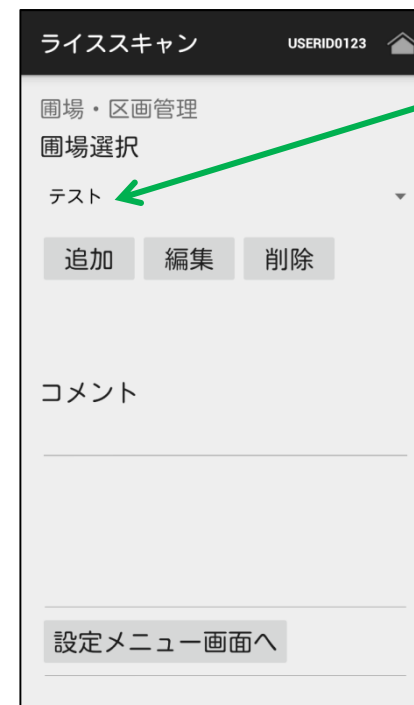 ライススキャン USERID0123
圃場・区画管理
圃場選択
テスト
追加 編集 削除
コメント
設定メニュー画面へ